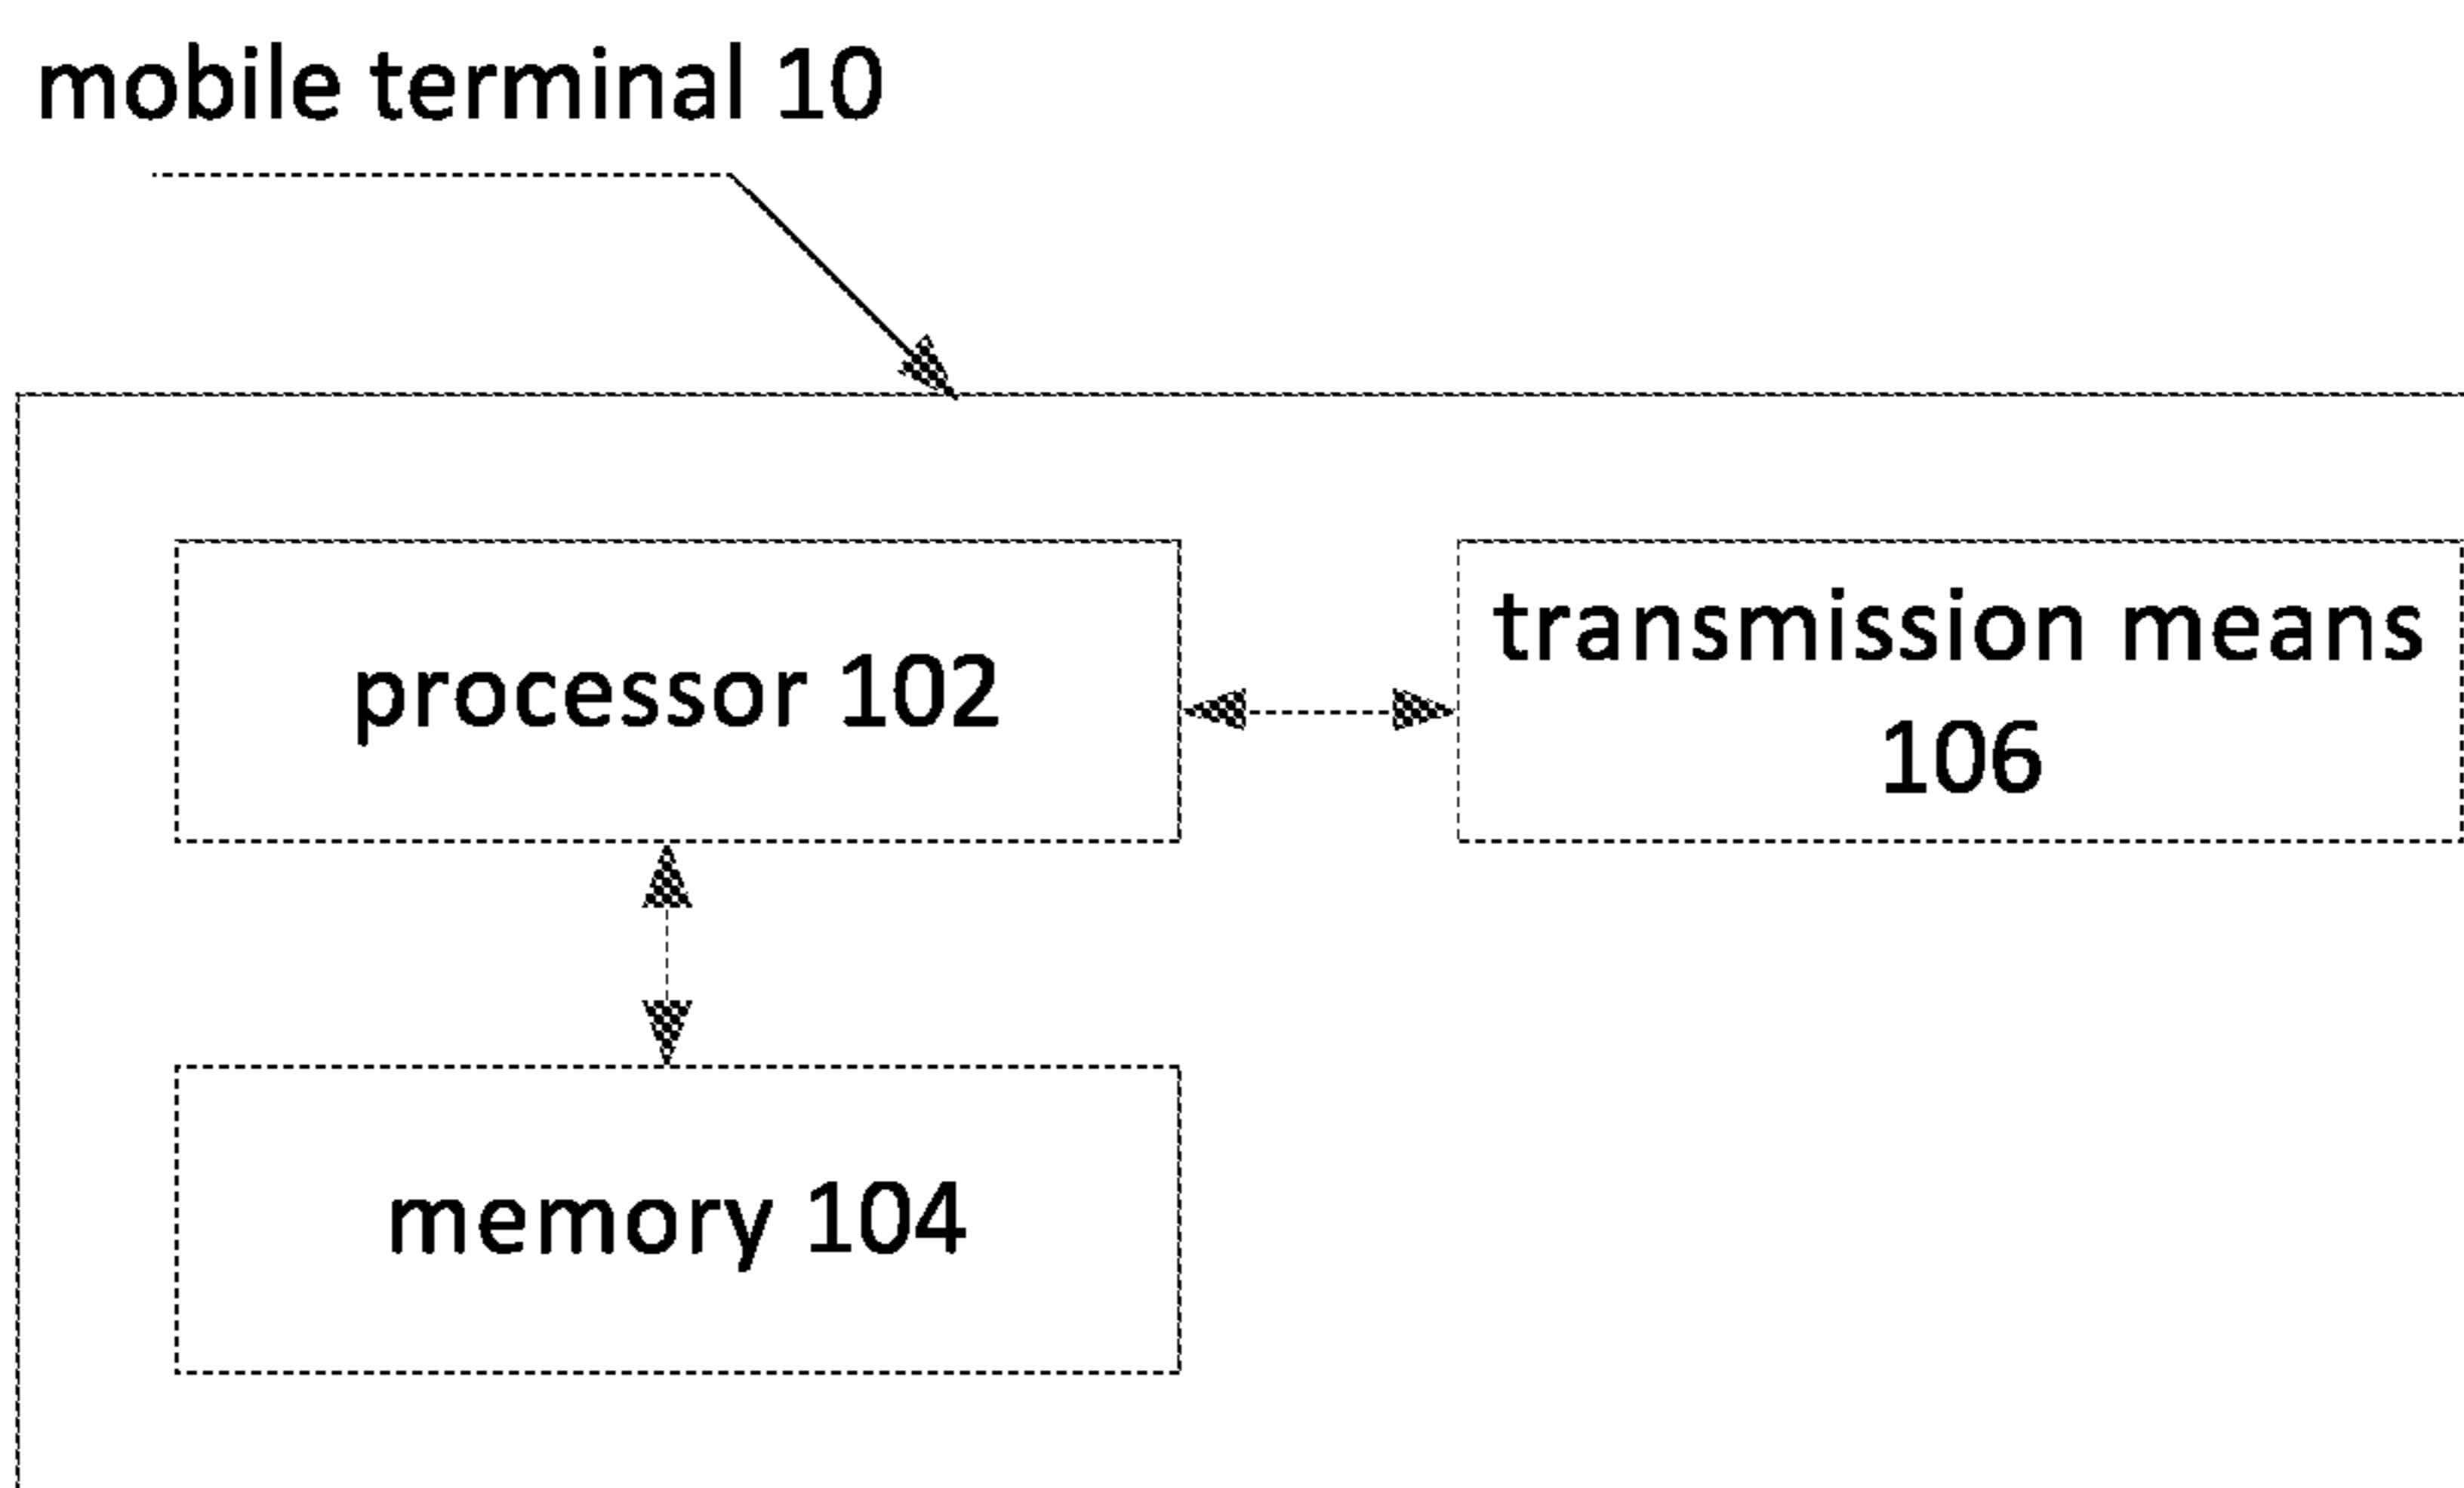 mobile terminal 10
processor 102
transmission means
106
memory 104